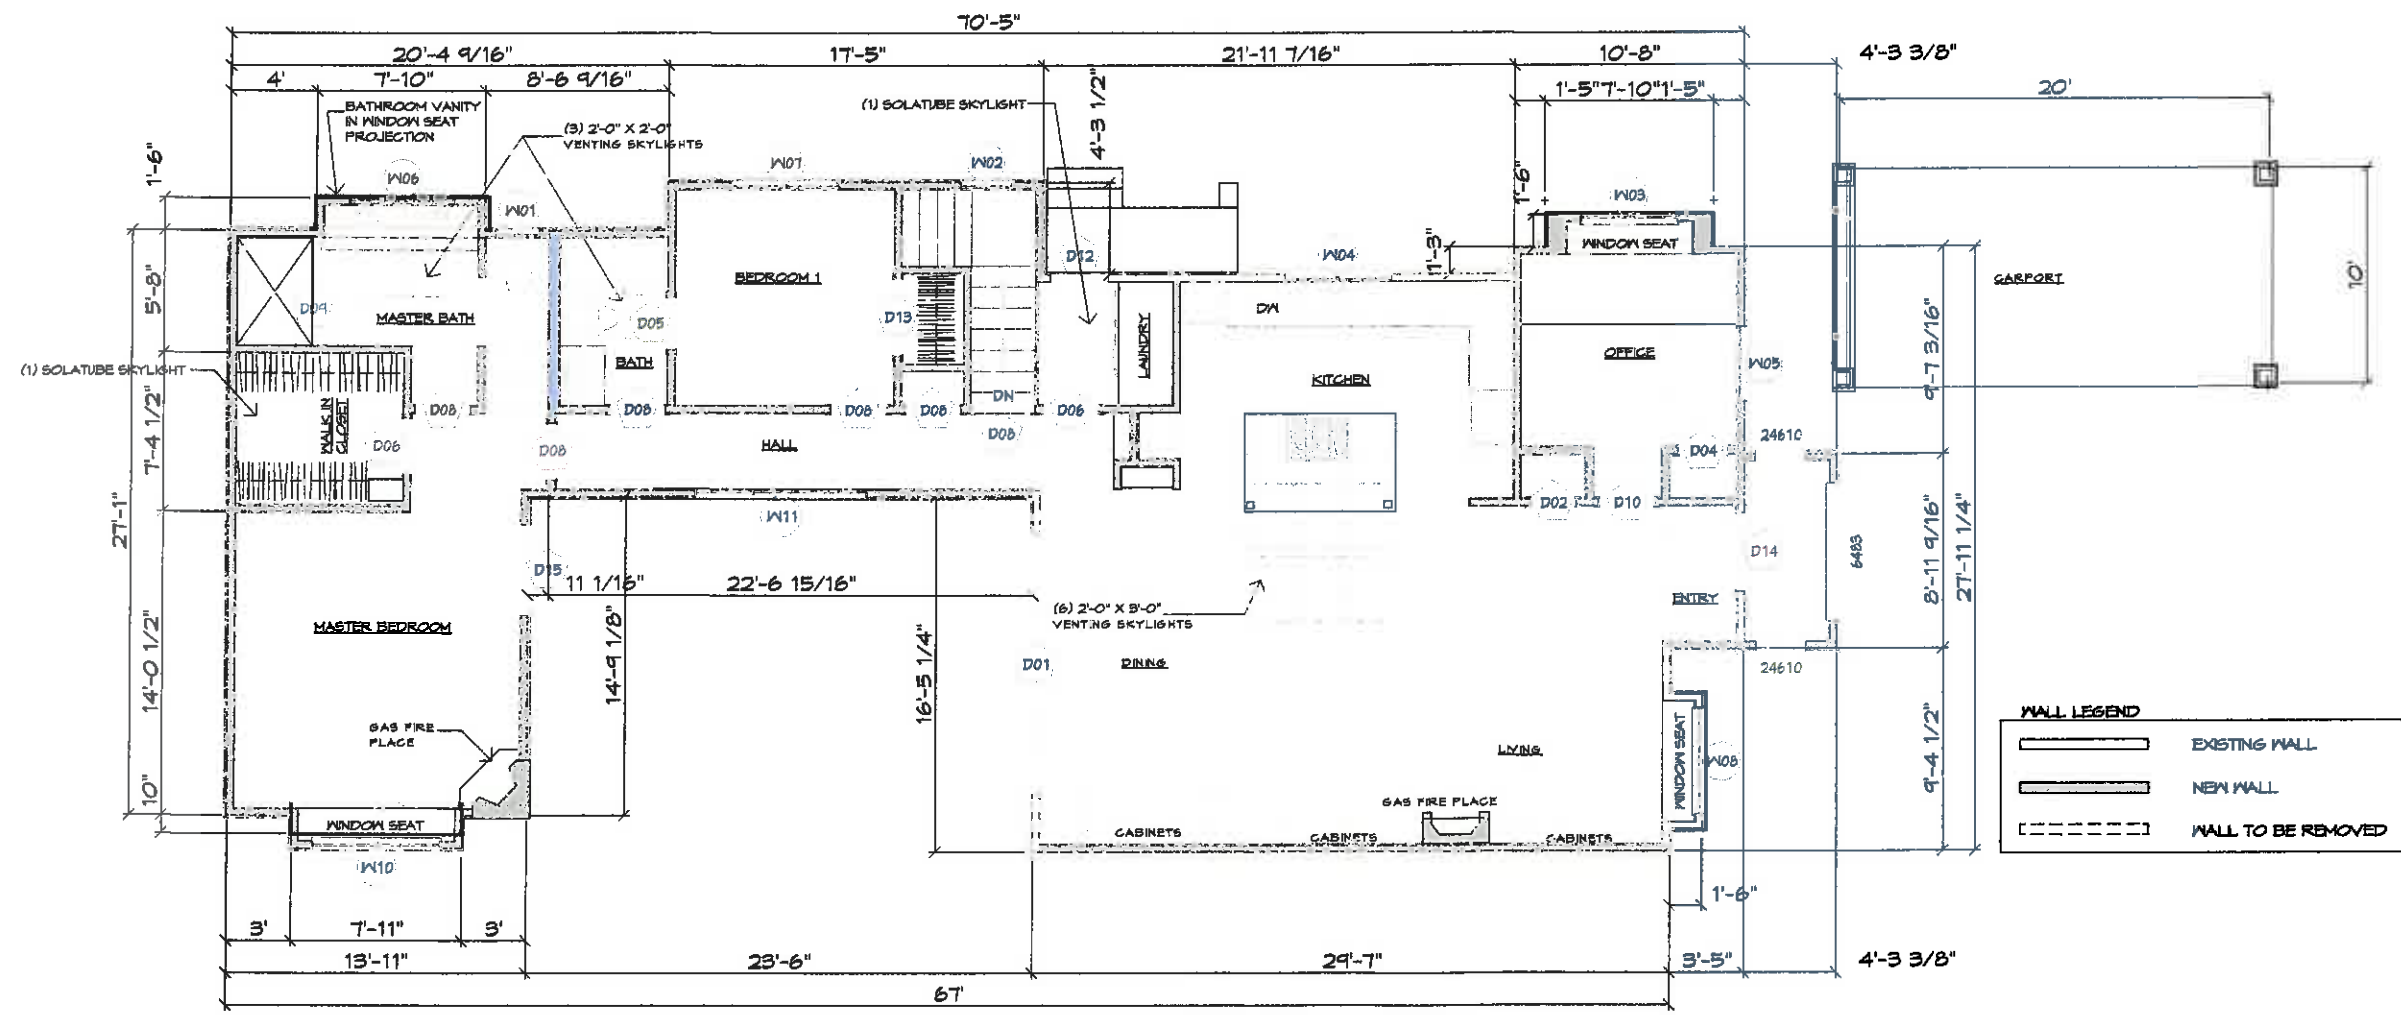 70'-5"
20'-4 9/16"
17'-5"
21'-11 7/16"
10'-8"
4'-3 3/8"
4'
7'-10"
8'-6 9/16"
4'-3 1/2"
1'-5"
7'-10"
1'-5"
20'
BATHROOM VANITY
IN WINDOW SEAT
PROJECTION
(3) 2'-0" X 2'-0"
VENTING SKYLIGHTS
(1) SOLATUBE SKYLIGHT
1'-6"
W06
W01
W07
W02
1'-6"
W03
WINDOW SEAT
1'-3"
W04
D12
BEDROOM 1
CARPORT
10'
5'-8"
D09
MASTER BATH
D05
D13
DW
LAUNDRY
BATH
OFFICE
W05
9'-7 3/16"
(1) SOLATUBE SKYLIGHT
KITCHEN
DN
7'-4 1/2"
WALK IN
CLOSET
D08
D08
D08
D08
D06
D06
D08
HALL
D08
24610
D04
27'-1"
W11
D02
D10
D14
6483
8'-11 9/16"
27'-11 1/4"
D15
11 1/16"
22'-6 15/16"
(6) 2'-0" X 3'-0"
VENTING SKYLIGHTS
ENTRY
MASTER BEDROOM
14'-0 1/2"
14'-9 1/8"
16'-5 1/4"
D01
DINING
24610
GAS FIRE
PLACE
LIVING
WINDOW SEAT
W08
9'-4 1/2"
WALL LEGEND
EXISTING WALL
NEW WALL
WALL TO BE REMOVED
10"
WINDOW SEAT
W10
GAS FIRE PLACE
CABINETS
CABINETS
CABINETS
1'-6"
3'
7'-11"
3'
13'-11"
23'-6"
29'-7"
3'-5"
4'-3 3/8"
67'